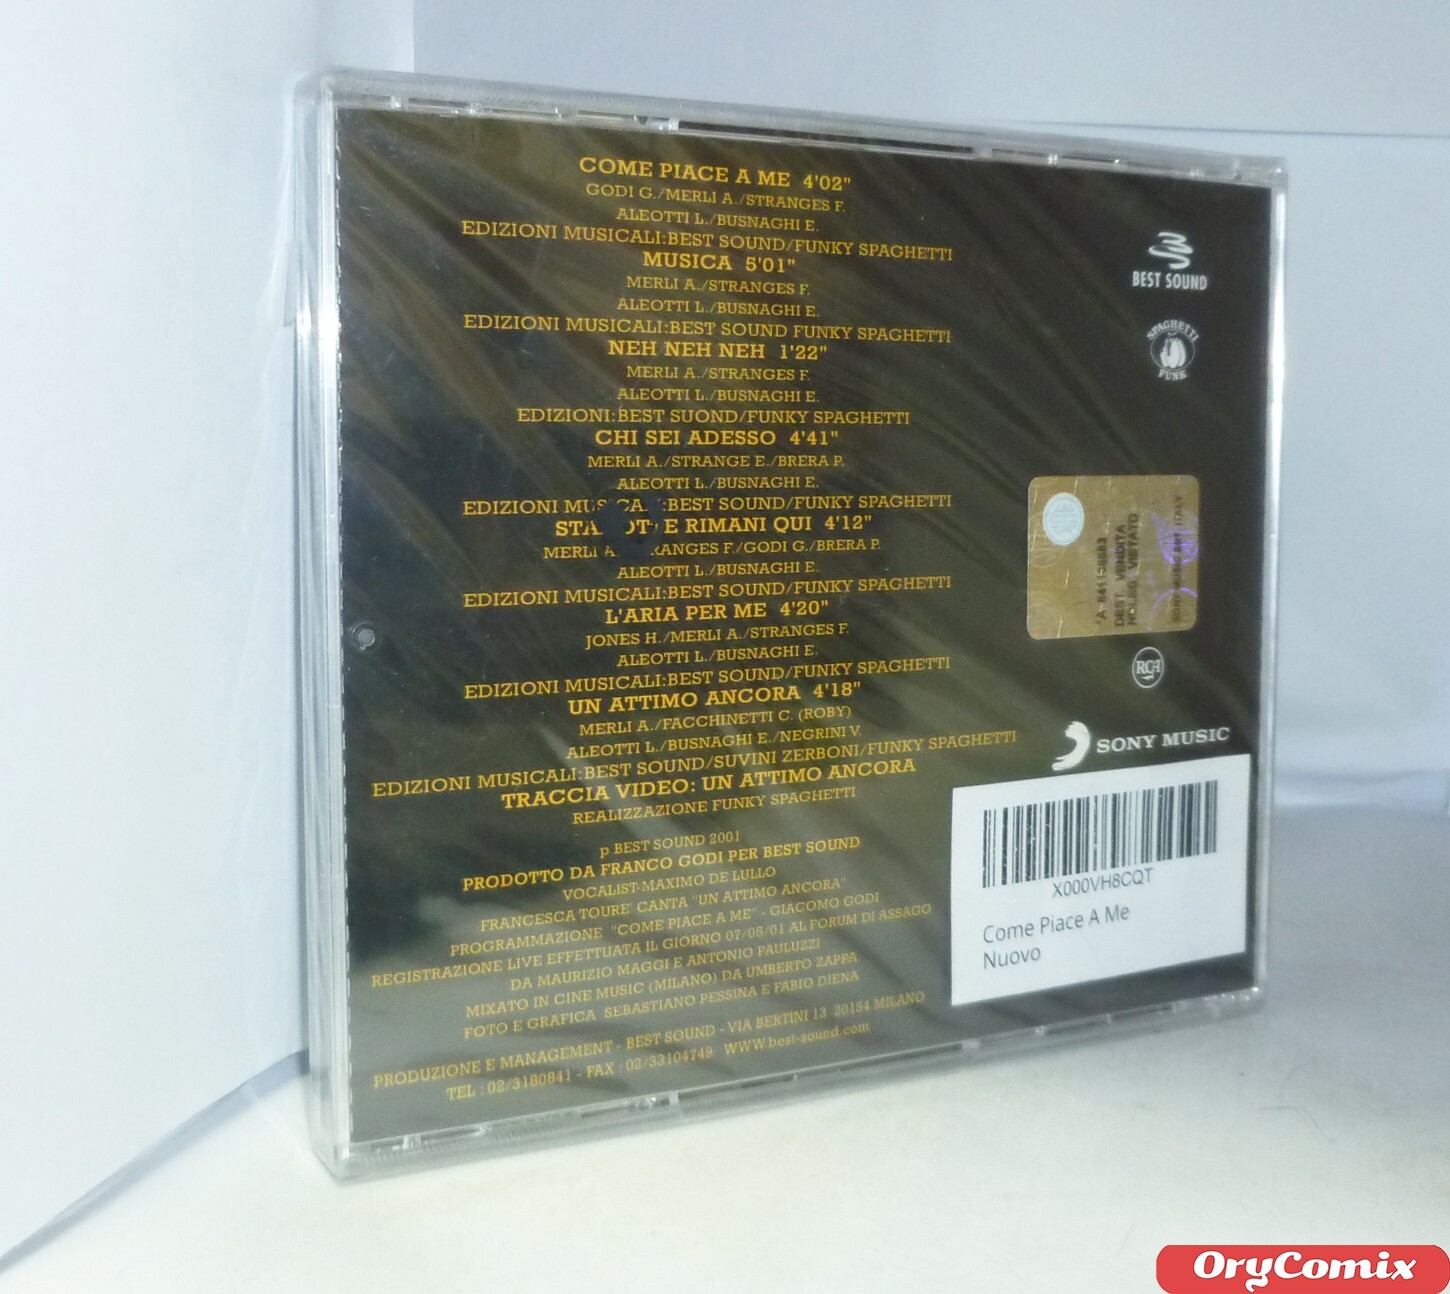 COME PIACE A ME 4'02"
GODI G./MERLI A./STRANGES F.
ALEOTTI L./BUSNAGHI E.
EDIZIONI MUSICALI:BEST SOUND/FUNKY SPAGHETTI
MUSICA 5'01"
MERLI A./STRANGES F.
ALEOTTI L./BUSNAGHI E.
EDIZIONI MUSICALI:BEST SOUND FUNKY SPAGHETTI
NEH NEH NEH 1'22"
MERLI A./STRANGES F.
ALEOTTI L./BUSNAGHI E.
EDIZIONI:BEST SUOND/FUNKY SPAGHETTI
CHI SEI ADESSO 4'41"
MERLI A./STRANGE E./BRERA P.
ALEOTTI L./BUSNAGHI E.
EDIZIONI :BEST SOUND/FUNKY SPAGHETTI
E RIMANI QUI 4'12"
MERLI F./GODI G./BRERA P.
ALEOTTI L./BUSNAGHI E.
EDIZIONI MUSICALI:BEST SOUND/FUNKY SPAGHETTI
L'ARIA PER ME 4'20"
JONES H./MERLI A./STRANGES F.
ALEOTTI L./BUSNAGHI E.
EDIZIONI MUSICALI:BEST SOUND/FUNKY SPAGHETTI
UN ATTIMO ANCORA 4'18"
MERLI A./FACCHINETTI C. (ROBY)
ALEOTTI L./BUSNAGHI E./NEGRINI V.
EDIZIONI MUSICALI:BEST SOUND/SUVINI ZERBONI/FUNKY SPAGHETTI
TRACCIA VIDEO: UN ATTIMO ANCORA
REALIZZAZIONE FUNKY SPAGHETTI
p BEST SOUND 2001
PRODOTTO DA FRANCO GODI PER BEST SOUND
VOCALIST-MAXIMO DE LULLO
FRANCESCA TOURE' CANTA "UN ATTIMO ANCORA"
PROGRAMMAZIONE "COME PIACE A ME" - GIACOMO GODI
REGISTRAZIONE LIVE EFFETTUATA IL GIORNO 07/05/01 AL FORUM DI ASSAGO
DA MAURIZIO MAGGI E ANTONIO PAULUZZI
MIXATO IN CINE MUSIC (MILANO) DA UMBERTO ZAPPA
FOTO E GRAFICA SEBASTIANO PESSINA E FABIO DIENA
PRODUZIONE E MANAGEMENT - BEST SOUND - VIA BERTINI 13 20154 MILANO
TEL : 02/3180841 - FAX : 02/33104749 WWW.best-sound.com
BEST SOUND
SPAGHETTI
FUNK
DEST. VENDITA
NOLEG. VIETATO
RCA
SONY MUSIC
X000VH8CQT
Come Piace A Me
Nuovo
OryComix